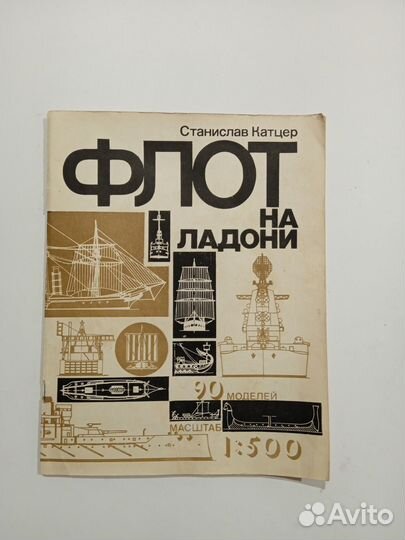 Станислав Катцер
ФЛОТ
НА
ЛАДОНИ
90 МОДЕЛЕЙ
МАСШТАБ
1:500
Avito